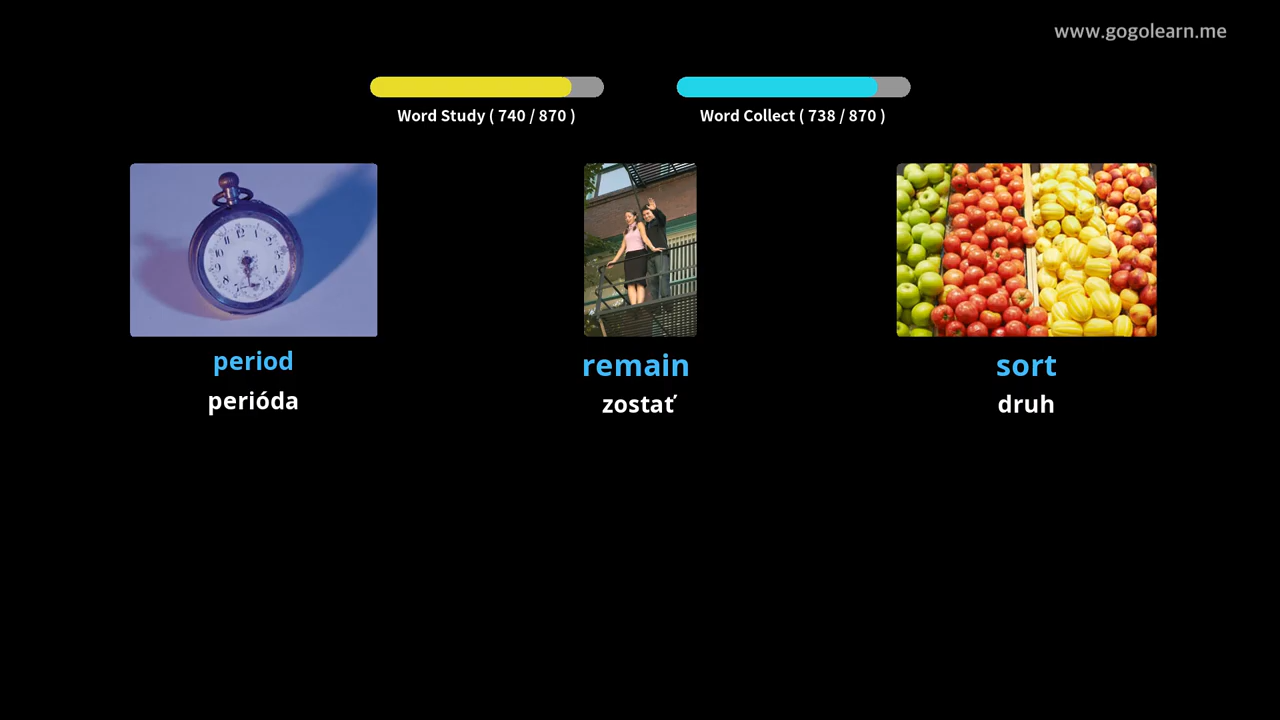 www.gogolearn.me
Word Study ( 740 / 870 )
Word Collect ( 738 / 870 )
period
perióda
remain
zostať
sort
druh